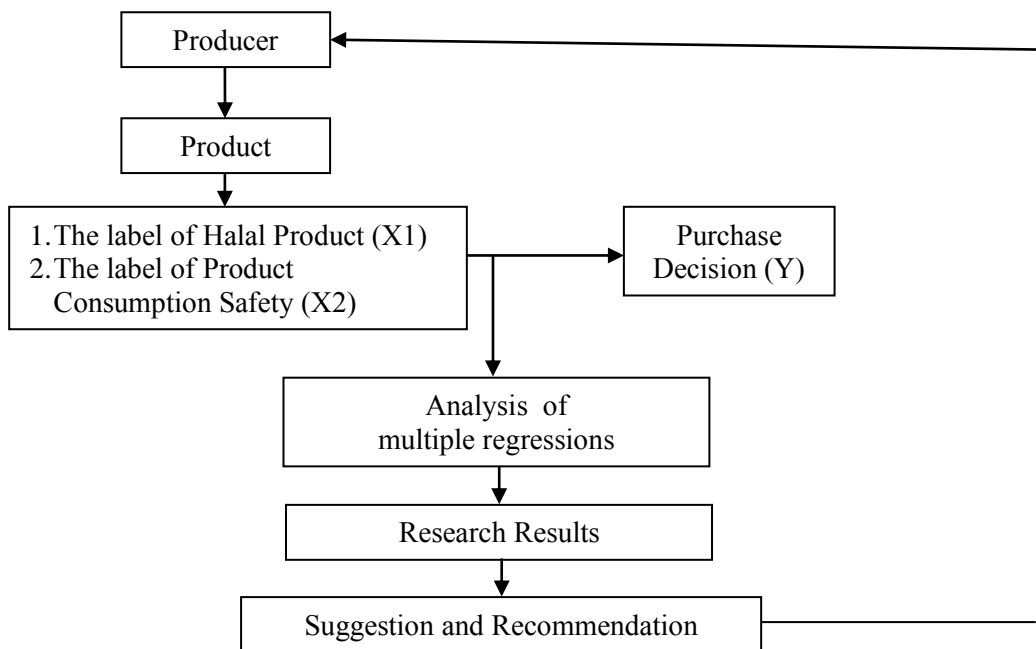 Producer
Product
1.The label of Halal Product (X1)
2.The label of Product
Consumption Safety (X2)
Purchase
Decision (Y)
Analysis of
multiple regressions
Research Results
Suggestion and Recommendation